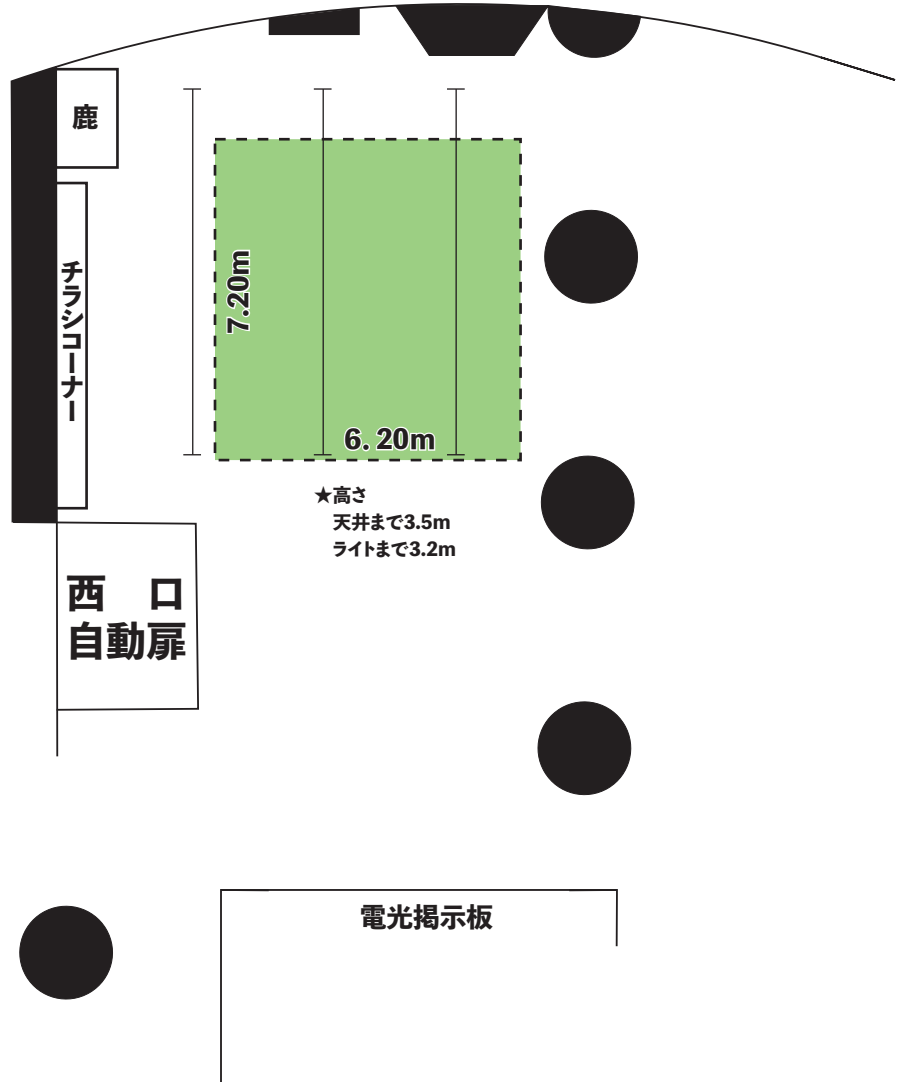 鹿
チラシコーナー
7.20m
6. 20m
★高さ
天井まで3.5m
ライトまで3.2m
西　口
自動扉
電光掲示板